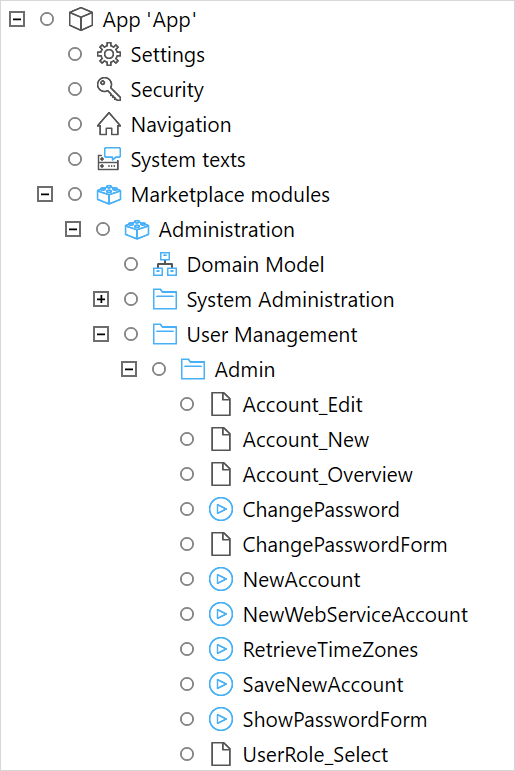 App 'App'
Settings
Security
Navigation
System texts
Marketplace modules
Administration
Domain Model
System Administration
User Management
Admin
Account_Edit
Account_New
Account_Overview
ChangePassword
ChangePasswordForm
NewAccount
NewWebServiceAccount
RetrieveTimeZones
SaveNewAccount
ShowPasswordForm
UserRole_Select